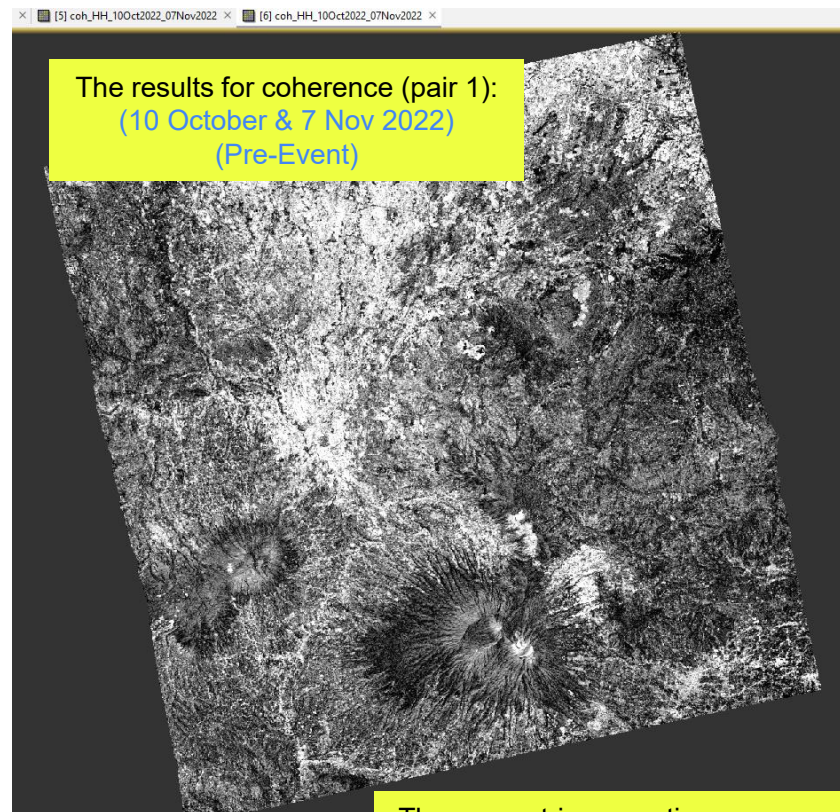 × [5] coh_HH_10Oct2022_07Nov2022 × [6] coh_HH_10Oct2022_07Nov2022 ×
The results for coherence (pair 1):
(10 October & 7 Nov 2022)
(Pre-Event)